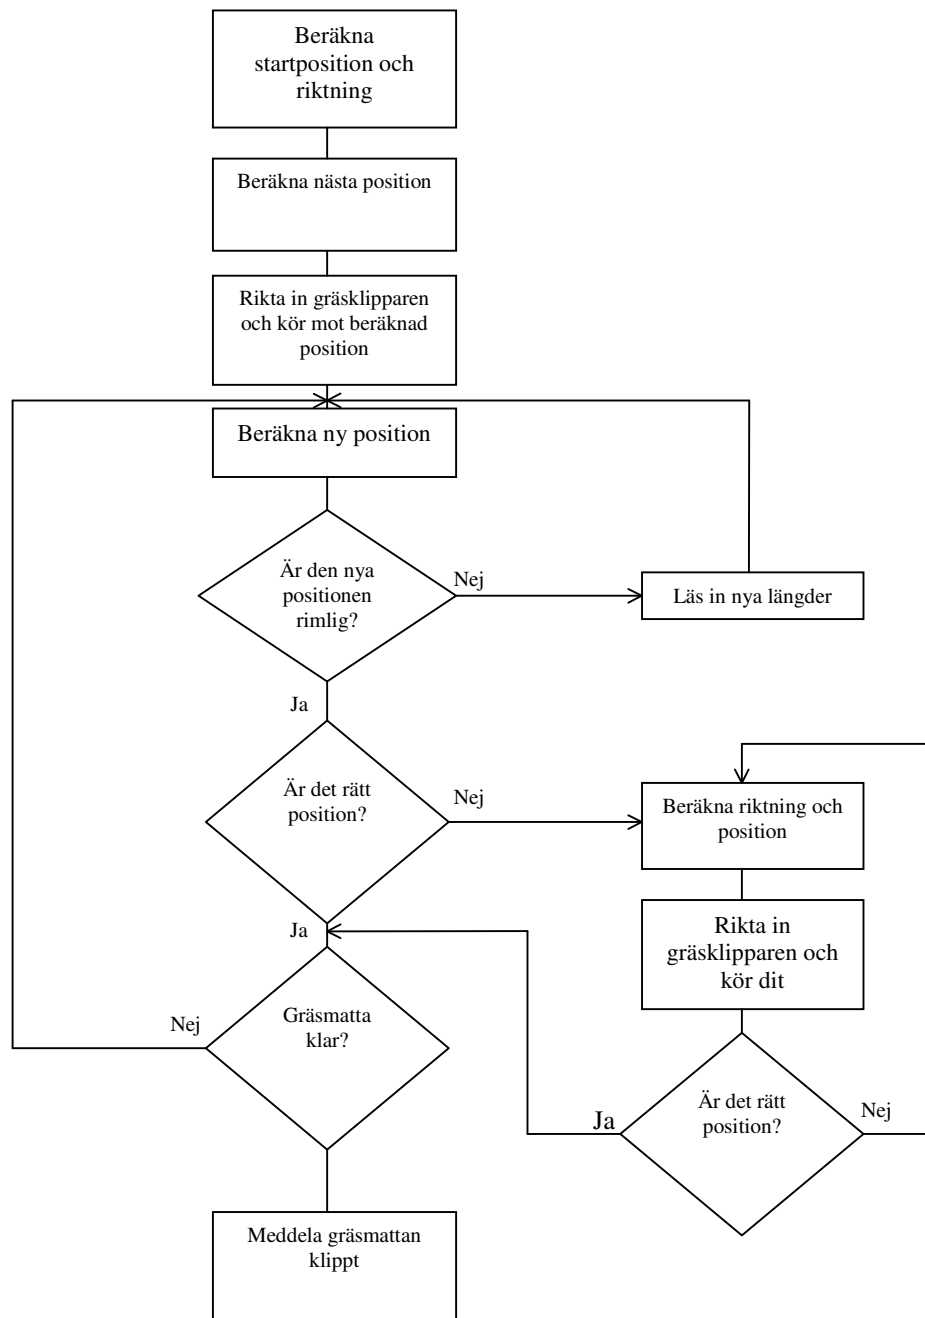 Beräkna
startposition och
riktning
Beräkna nästa position
Rikta in gräsklipparen
och kör mot beräknad
position
Beräkna ny position
Är den nya
positionen
rimlig?
Nej
Läs in nya längder
Ja
Är det rätt
position?
Nej
Beräkna riktning och
position
Ja
Rikta in
gräsklipparen och
kör dit
Gräsmatta
klar?
Nej
Är det rätt
position?
Ja
Nej
Meddela gräsmattan
klippt